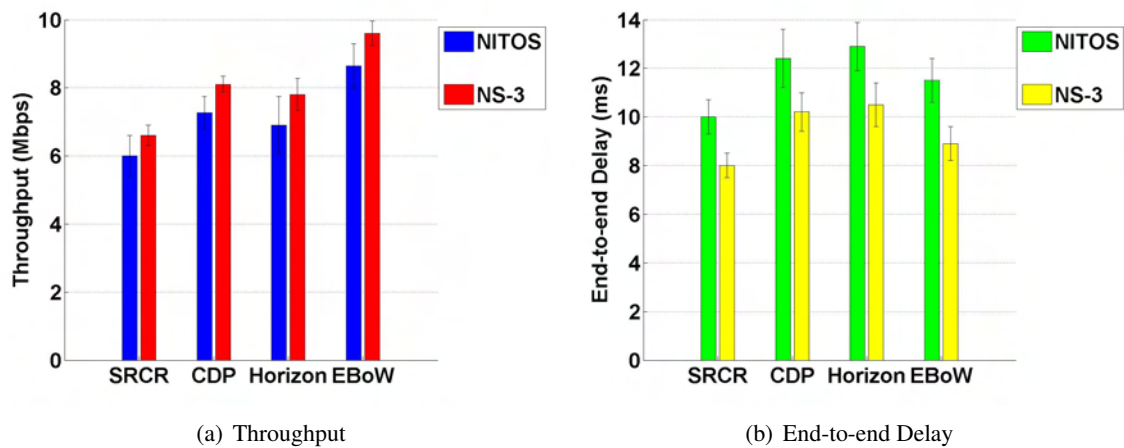 Throughput (Mbps)
10
8
6
4
2
0
SRCR CDP Horizon EBoW
NITOS
NS-3
(a) Throughput
End-to-end Delay (ms)
14
12
10
8
6
4
2
0
SRCR CDP Horizon EBoW
NITOS
NS-3
(b) End-to-end Delay